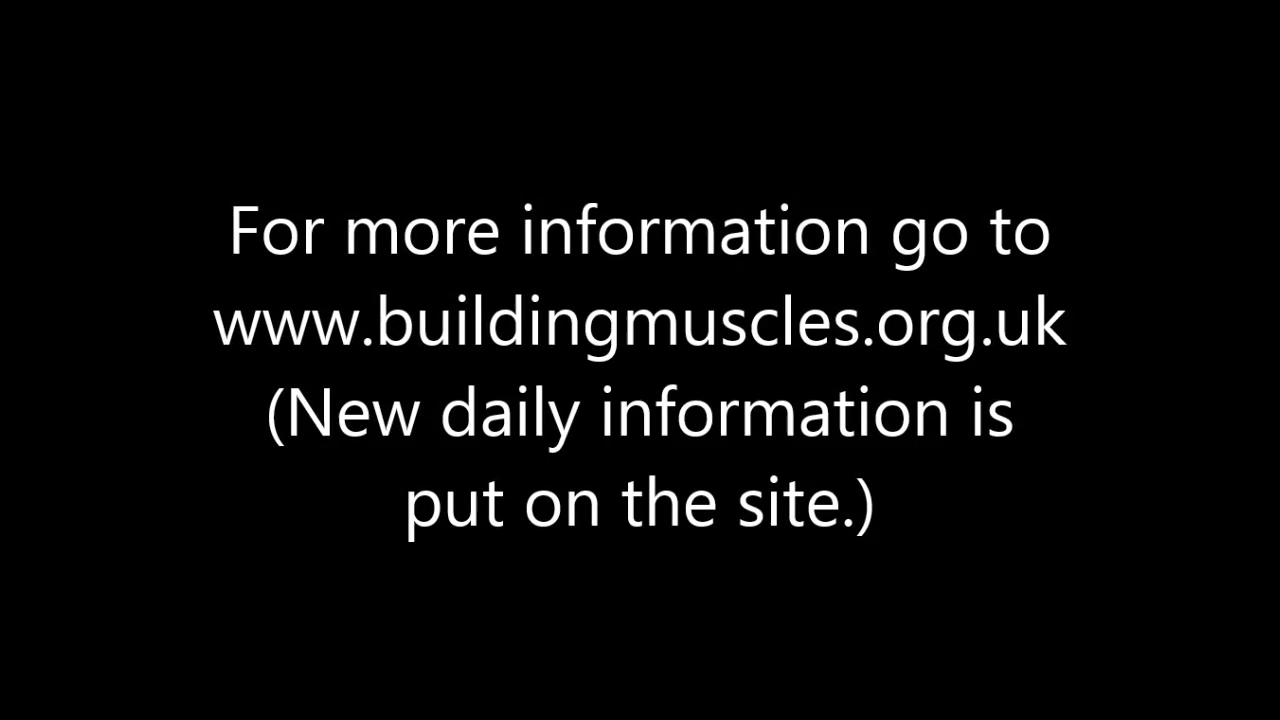 For more information go to
www.buildingmuscles.org.uk
(New daily information is
put on the site.)